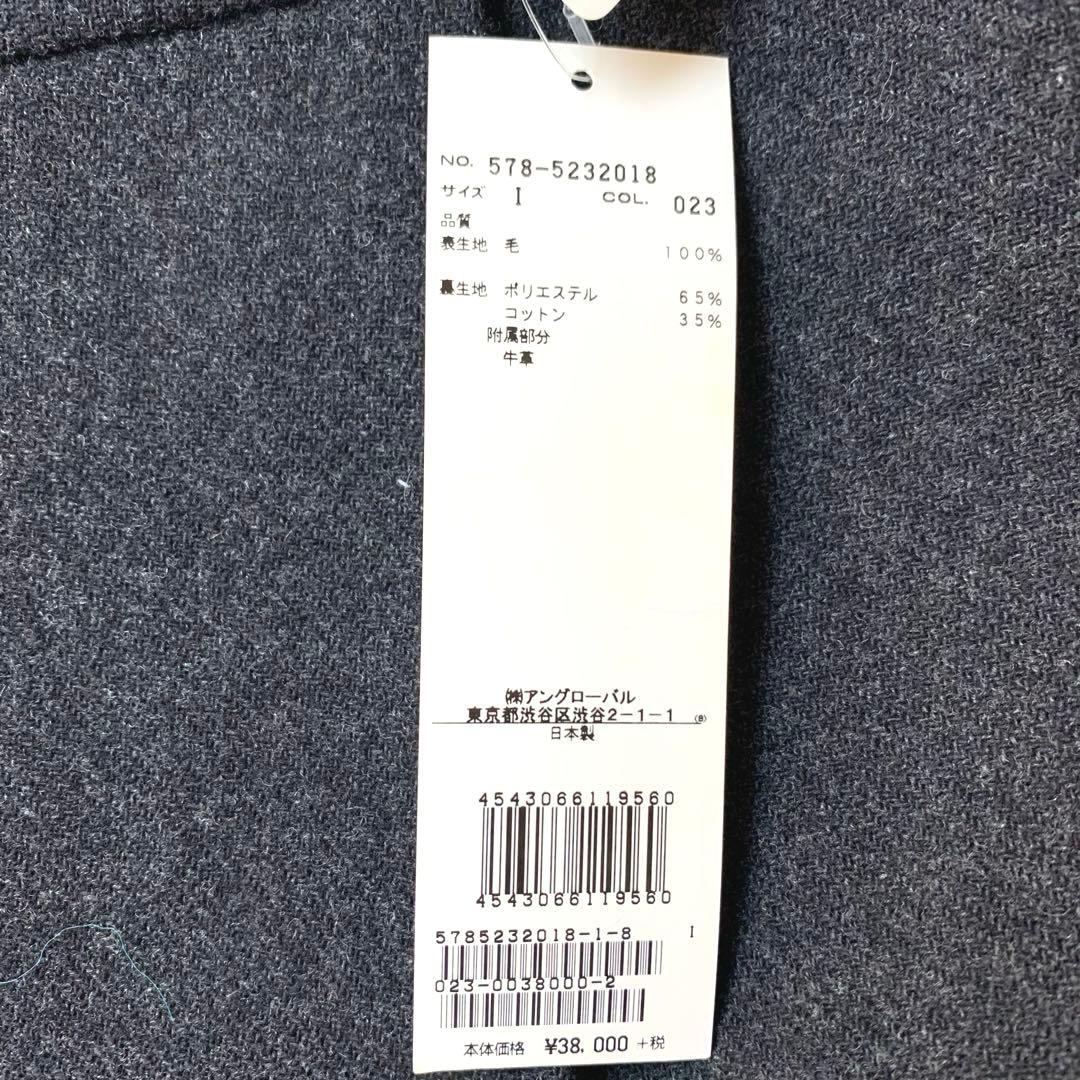 NO. 578-5232018
サイズ I COL. 023
品質
表生地 毛 100%
裏生地 ポリエステル 65%
コットン 35%
附属部分
牛革
㈱アングローバル
東京都渋谷区渋谷2-1-1 (B)
日本製
4543066119560
4543066119560
5785232018-1-8 I
023-0038000-2
本体価格 ¥38,000 +税